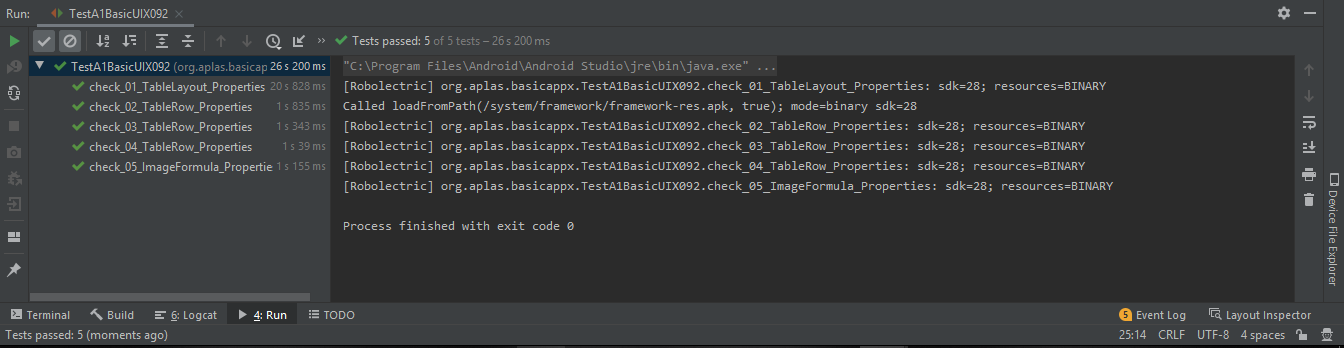 Run: TestA1BasicUIX092
Tests passed: 5 of 5 tests – 26 s 200 ms
TestA1BasicUIX092 (org.aplas.basicap 26 s 200 ms
check_01_TableLayout_Properties 20 s 828 ms
check_02_TableRow_Properties 1 s 835 ms
check_03_TableRow_Properties 1 s 343 ms
check_04_TableRow_Properties 1 s 39 ms
check_05_ImageFormula_Propertie 1 s 155 ms
"C:\Program Files\Android\Android Studio\jre\bin\java.exe" ...
[Robolectric] org.aplas.basicappx.TestA1BasicUIX092.check_01_TableLayout_Properties: sdk=28; resources=BINARY
Called loadFromPath(/system/framework/framework-res.apk, true); mode=binary sdk=28
[Robolectric] org.aplas.basicappx.TestA1BasicUIX092.check_02_TableRow_Properties: sdk=28; resources=BINARY
[Robolectric] org.aplas.basicappx.TestA1BasicUIX092.check_03_TableRow_Properties: sdk=28; resources=BINARY
[Robolectric] org.aplas.basicappx.TestA1BasicUIX092.check_04_TableRow_Properties: sdk=28; resources=BINARY
[Robolectric] org.aplas.basicappx.TestA1BasicUIX092.check_05_ImageFormula_Properties: sdk=28; resources=BINARY
Process finished with exit code 0
Device File Explorer
Terminal Build 6: Logcat 4: Run TODO 5 Event Log Layout Inspector
Tests passed: 5 (moments ago) 25:14 CRLF UTF-8 4 spaces